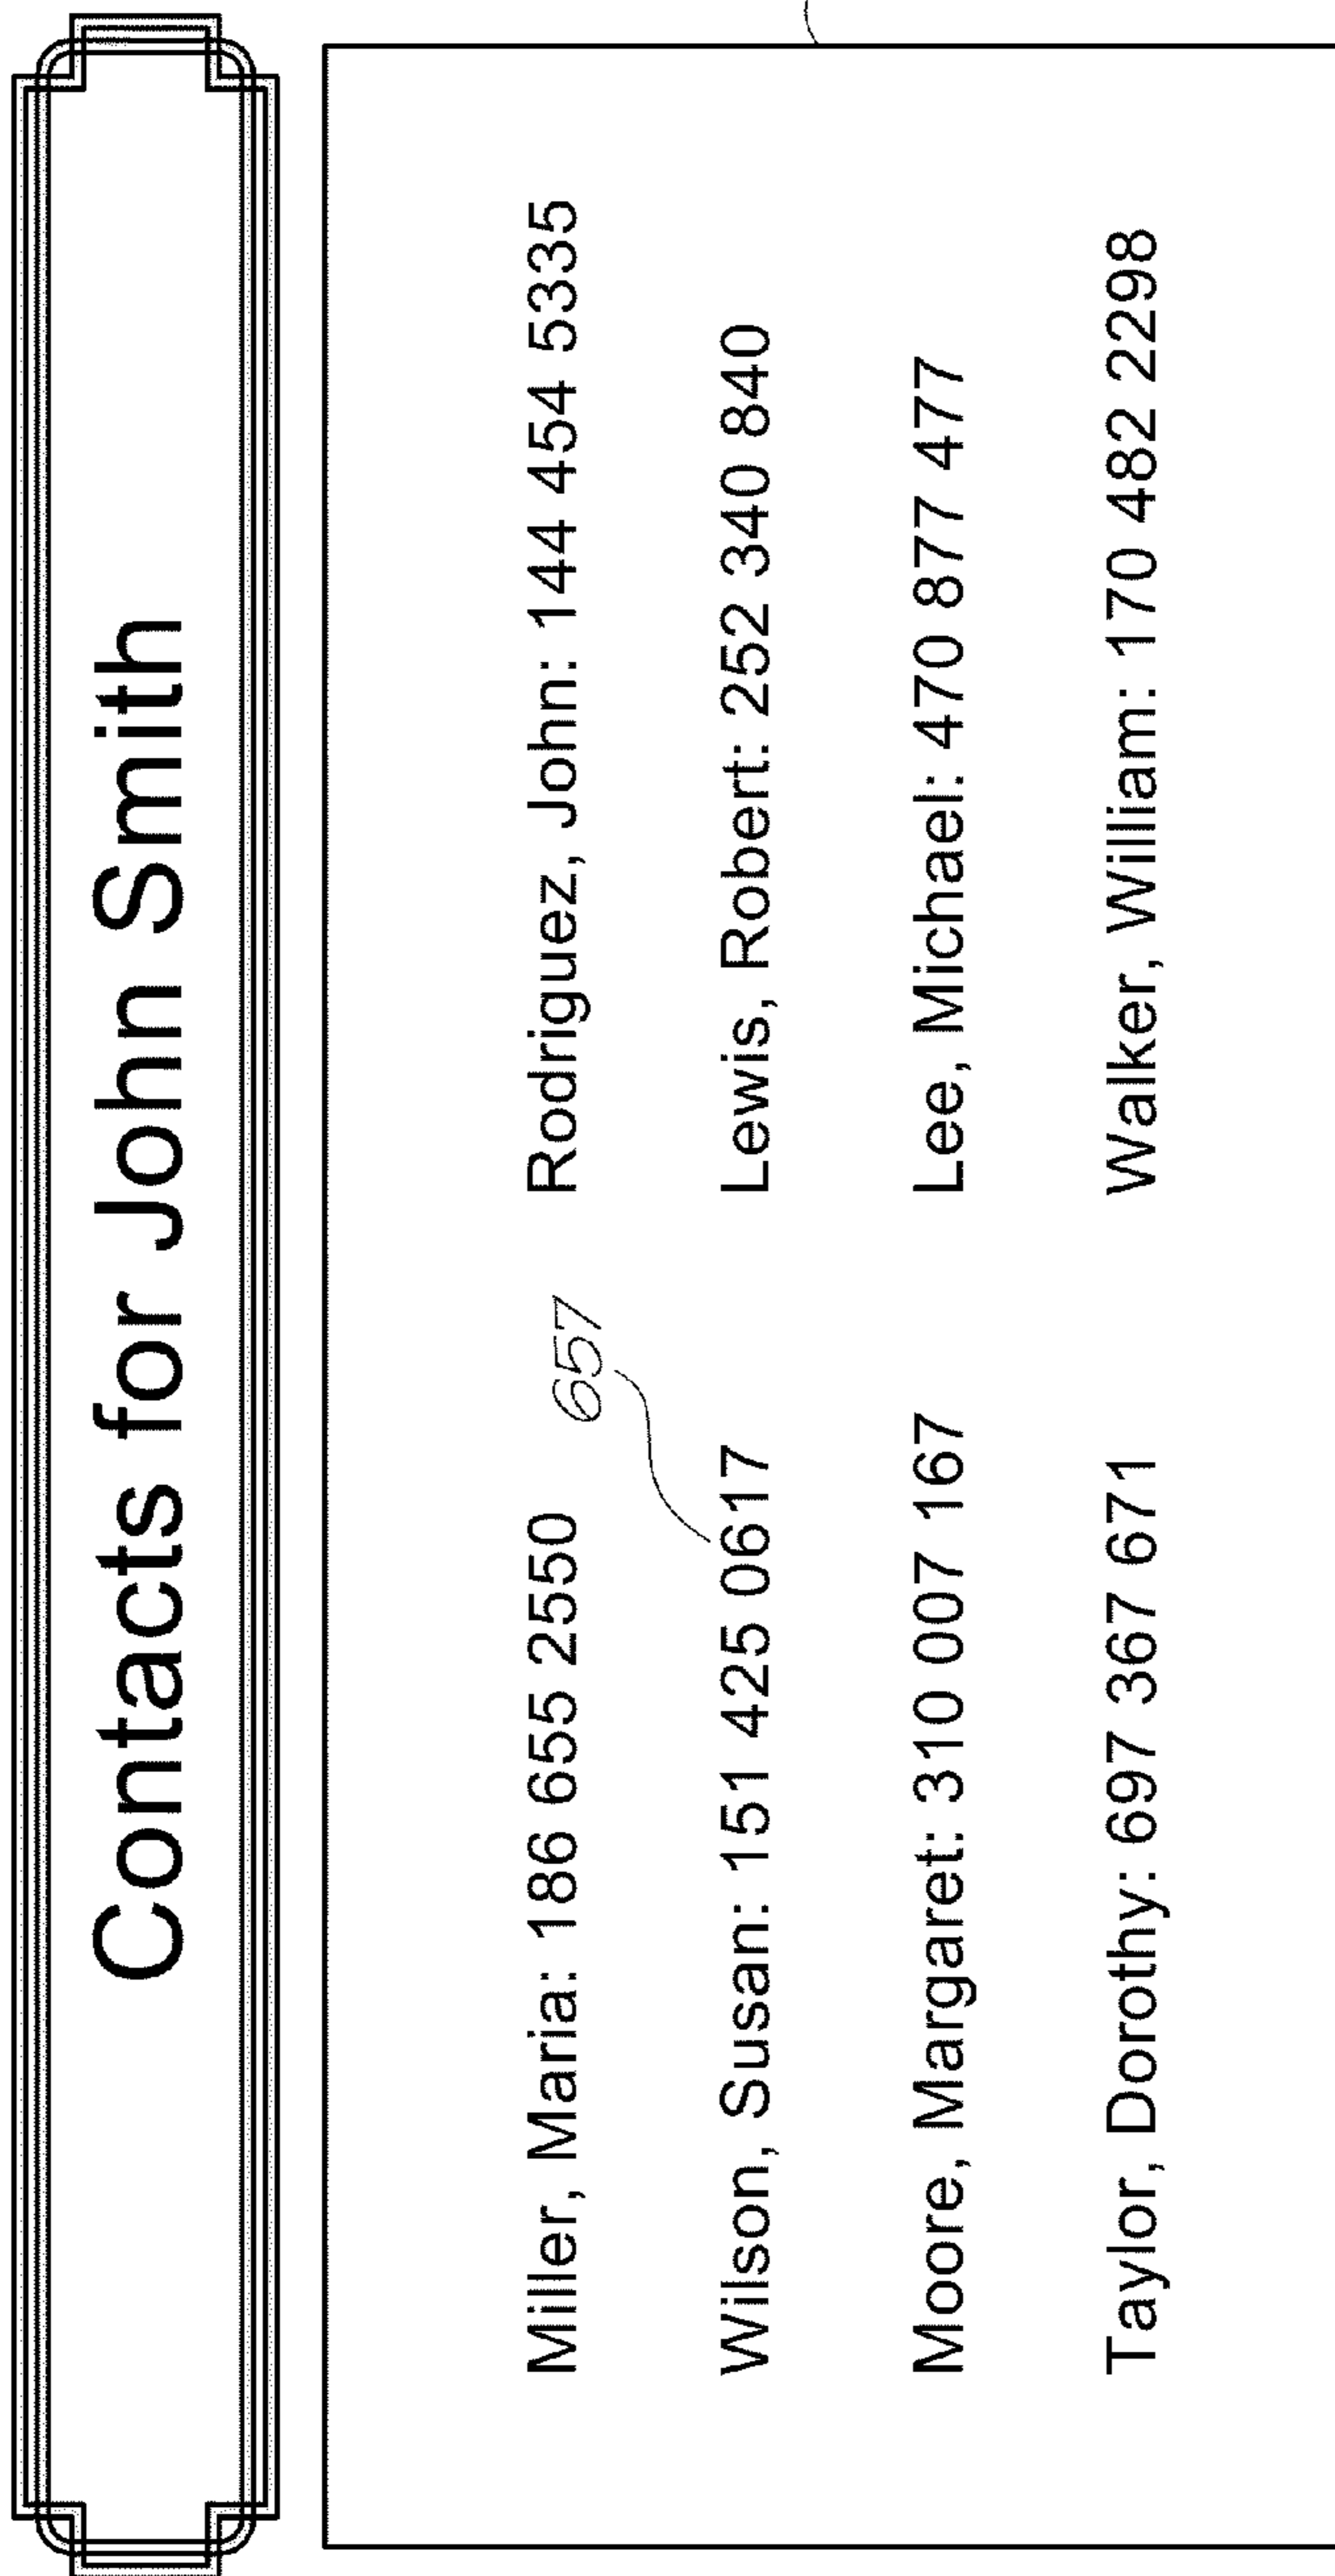 Contacts for John Smith
Miller, Maria: 186 655 2550
Rodriguez, John: 144 454 5335
657
Wilson, Susan: 151 425 0617
Lewis, Robert: 252 340 840
Moore, Margaret: 310 007 167
Lee, Michael: 470 877 477
Taylor, Dorothy: 697 367 671
Walker, William: 170 482 2298